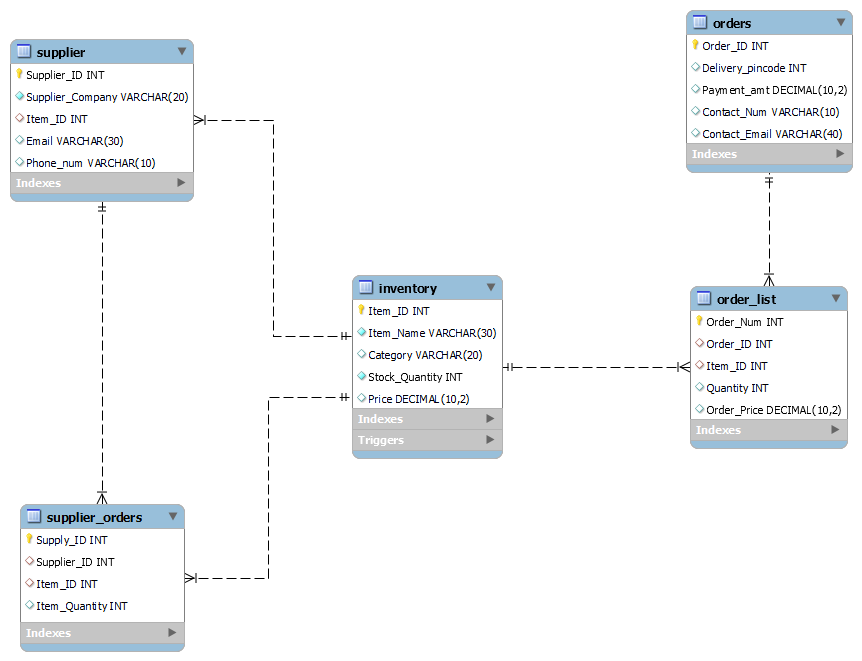 supplier
Supplier_ID INT
Supplier_Company VARCHAR(20)
Item_ID INT
Email VARCHAR(30)
Phone_num VARCHAR(10)
Indexes
orders
Order_ID INT
Delivery_pincode INT
Payment_amt DECIMAL(10,2)
Contact_Num VARCHAR(10)
Contact_Email VARCHAR(40)
Indexes
inventory
Item_ID INT
Item_Name VARCHAR(30)
Category VARCHAR(20)
Stock_Quantity INT
Price DECIMAL(10,2)
Indexes
Triggers
order_list
Order_Num INT
Order_ID INT
Item_ID INT
Quantity INT
Order_Price DECIMAL(10,2)
Indexes
supplier_orders
Supply_ID INT
Supplier_ID INT
Item_ID INT
Item_Quantity INT
Indexes